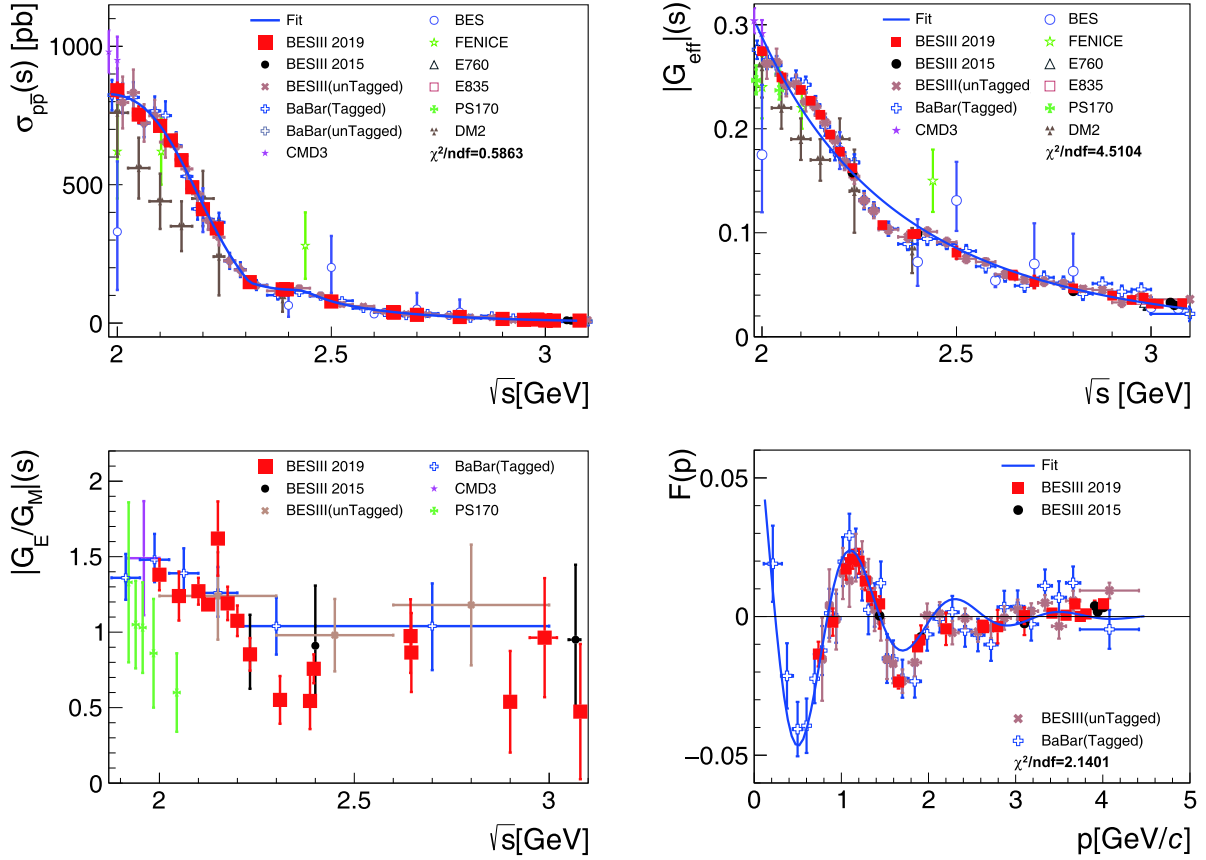 σpp̄(s) [pb]
1000
500
0
2
2.5
3
√s[GeV]
Fit
BESIII 2019
BESIII 2015
BESIII(unTagged)
BaBar(Tagged)
BaBar(unTagged)
CMD3
BES
FENICE
E760
E835
PS170
DM2
χ²/ndf=0.5863
|Geff|(s)
0.3
0.2
0.1
0
2
2.5
3
√s [GeV]
Fit
BESIII 2019
BESIII 2015
BESIII(unTagged
BaBar(Tagged)
CMD3
BES
FENICE
E760
E835
PS170
DM2
χ²/ndf=4.5104
|GE/GM|(s)
2
1.5
1
0.5
0
2
2.5
3
√s[GeV]
BESIII 2019
BESIII 2015
BESIII(unTagged)
BaBar(Tagged)
CMD3
PS170
F(p)
0.05
0
−0.05
0
1
2
3
4
5
p[GeV/c]
Fit
BESIII 2019
BESIII 2015
BESIII(unTagged)
BaBar(Tagged)
χ²/ndf=2.1401